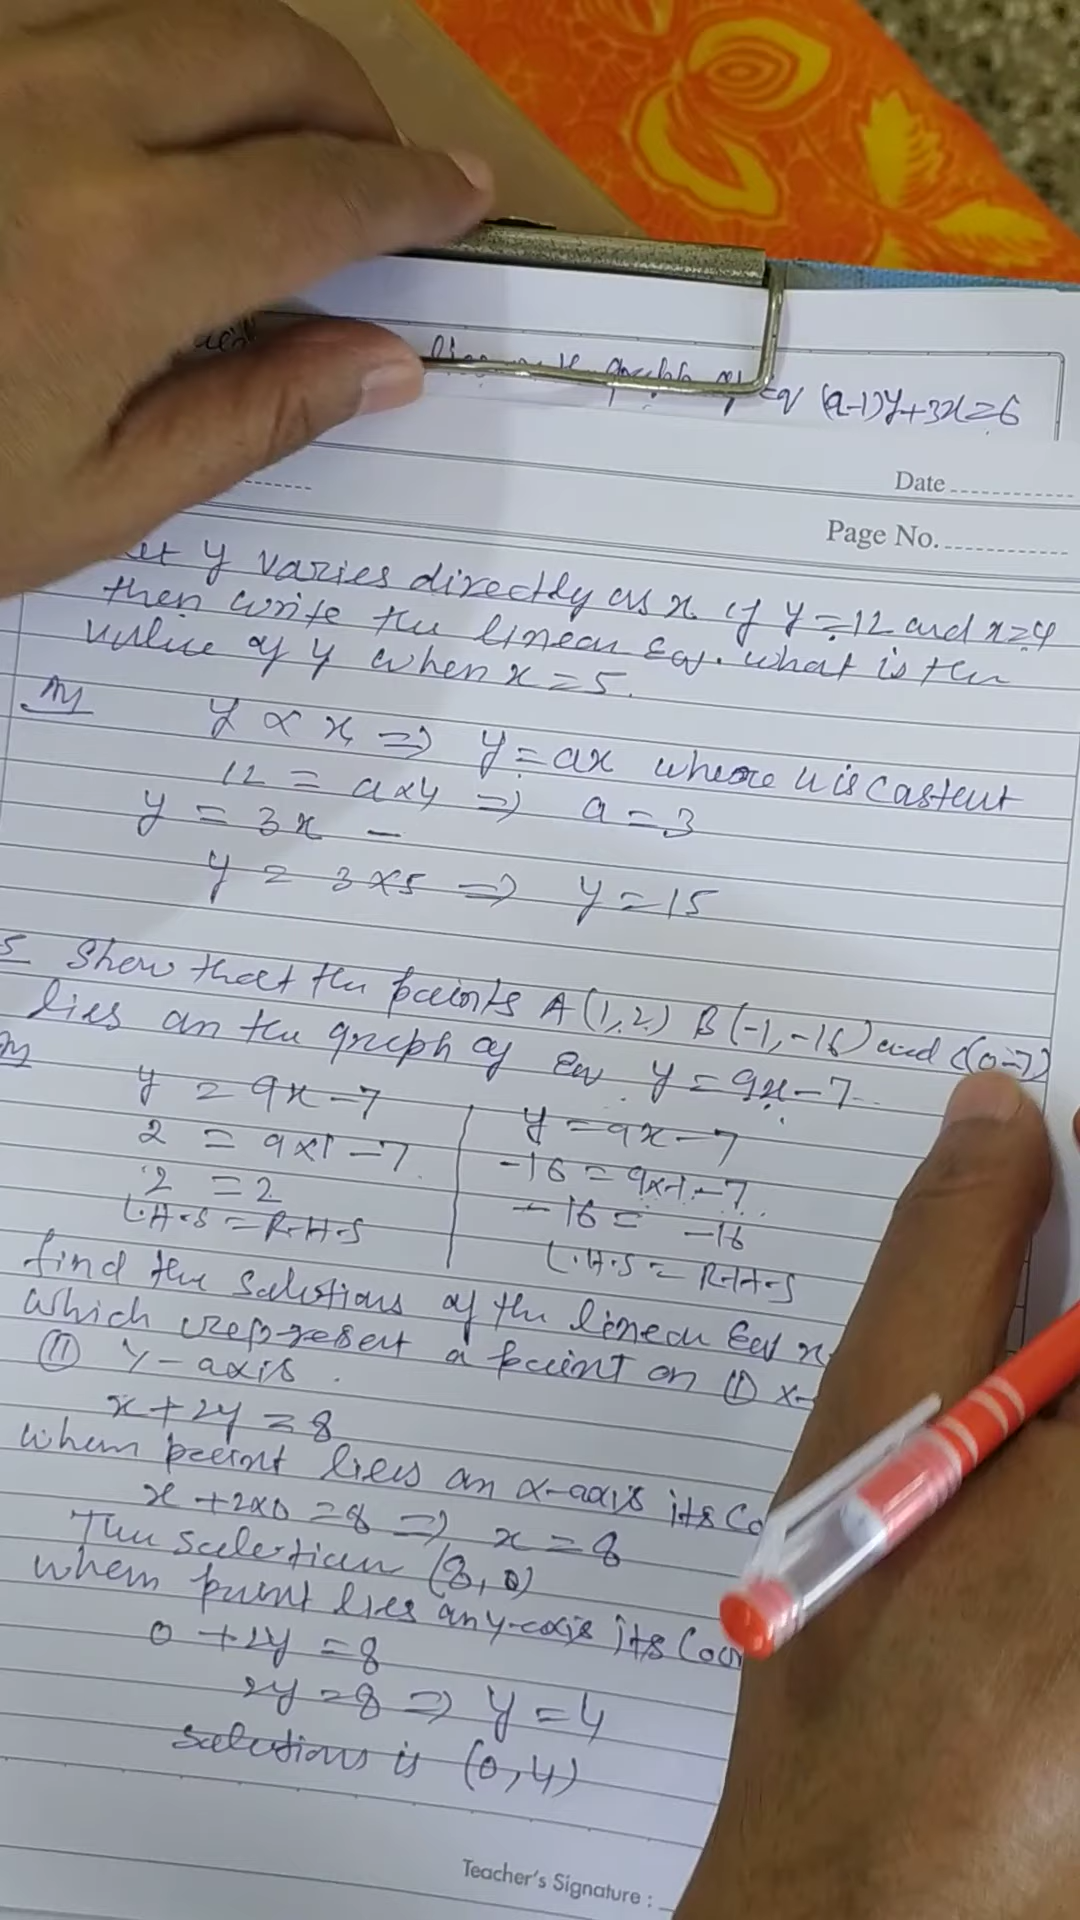 (a-1)y+3x=6
Date
Page No.
y varies directly as x. if y=12 and x=4
then write the linear Eq. what is the
value of y when x=5.
y ∝ x ⇒ y=ax where a is
12 = a×4 ⇒ a=3
y = 3x -
y = 3×5 ⇒ y=15
5 Show that the points A(1,2) B(-1,-16) and C(0-7)
lies on the graph of Eq y=9x-7
y = 9x-7
2 = 9×1-7
2 = 2
L.H.S = R.H.S
y=9x-7
-16=9×-1-7
-16= -16
L.H.S = R.H.S
find the solutions of the linear Eq x
which represent a point on (I) x-
(II) Y-axis.
x+2y=8
when point lies on x-axis its Co
x+2×0=8 ⇒ x=8
The solution (8,0)
when point lies on y-axis its Coor
0+2y=8
2y=8 ⇒ y=4
solutions is (0,4)
Teacher's Signature :